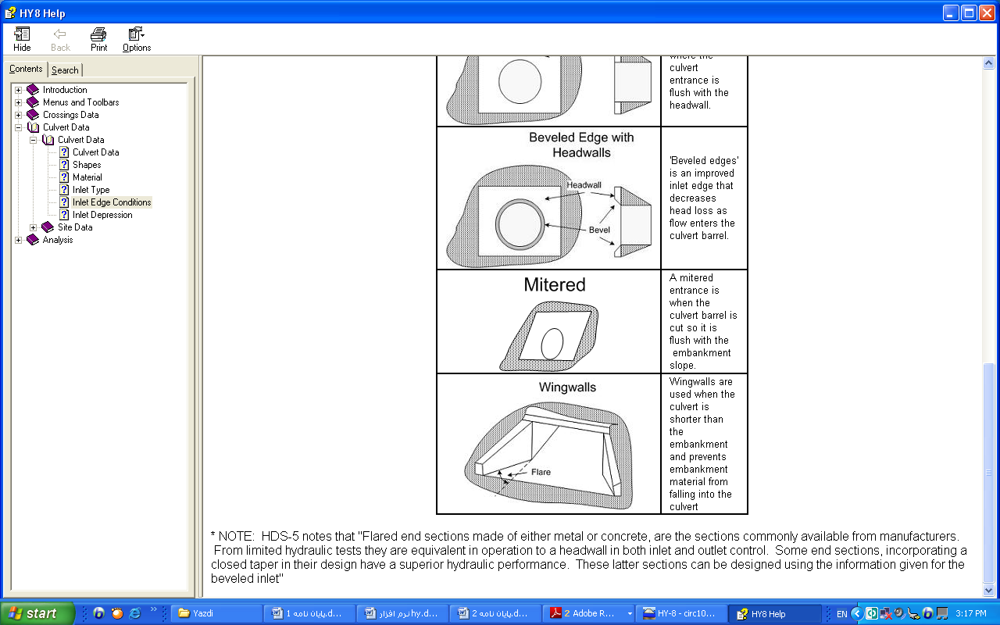 HY8 Help
Hide
Back
Print
Options
Contents
Search
Introduction
Menus and Toolbars
Crossings Data
Culvert Data
Culvert Data
Culvert Data
Shapes
Material
Inlet Type
Inlet Edge Conditions
Inlet Depression
Site Data
Analysis
where the
culvert
entrance is
flush with the
headwall.
Beveled Edge with
Headwalls
Headwall
Bevel
'Beveled edges'
is an improved
inlet edge that
decreases
head loss as
flow enters the
culvert barrel.
Mitered
A mitered
entrance is
when the
culvert barrel is
cut so it is
flush with the
embankment
slope.
Wingwalls
Flare
Wingwalls are
used when the
culvert is
shorter than
the
embankment
and prevents
embankment
material from
falling into the
culvert
* NOTE: HDS-5 notes that "Flared end sections made of either metal or concrete, are the sections commonly available from manufacturers.
From limited hydraulic tests they are equivalent in operation to a headwall in both inlet and outlet control. Some end sections, incorporating a
closed taper in their design have a superior hydraulic performance. These latter sections can be designed using the information given for the
beveled inlet"
start
Yazdi
پایان نامه 1.d...
نرم افزار hy.d...
پایان نامه 2.d...
2 Adobe R...
HY-8 - circ10...
HY8 Help
EN
3:17 PM